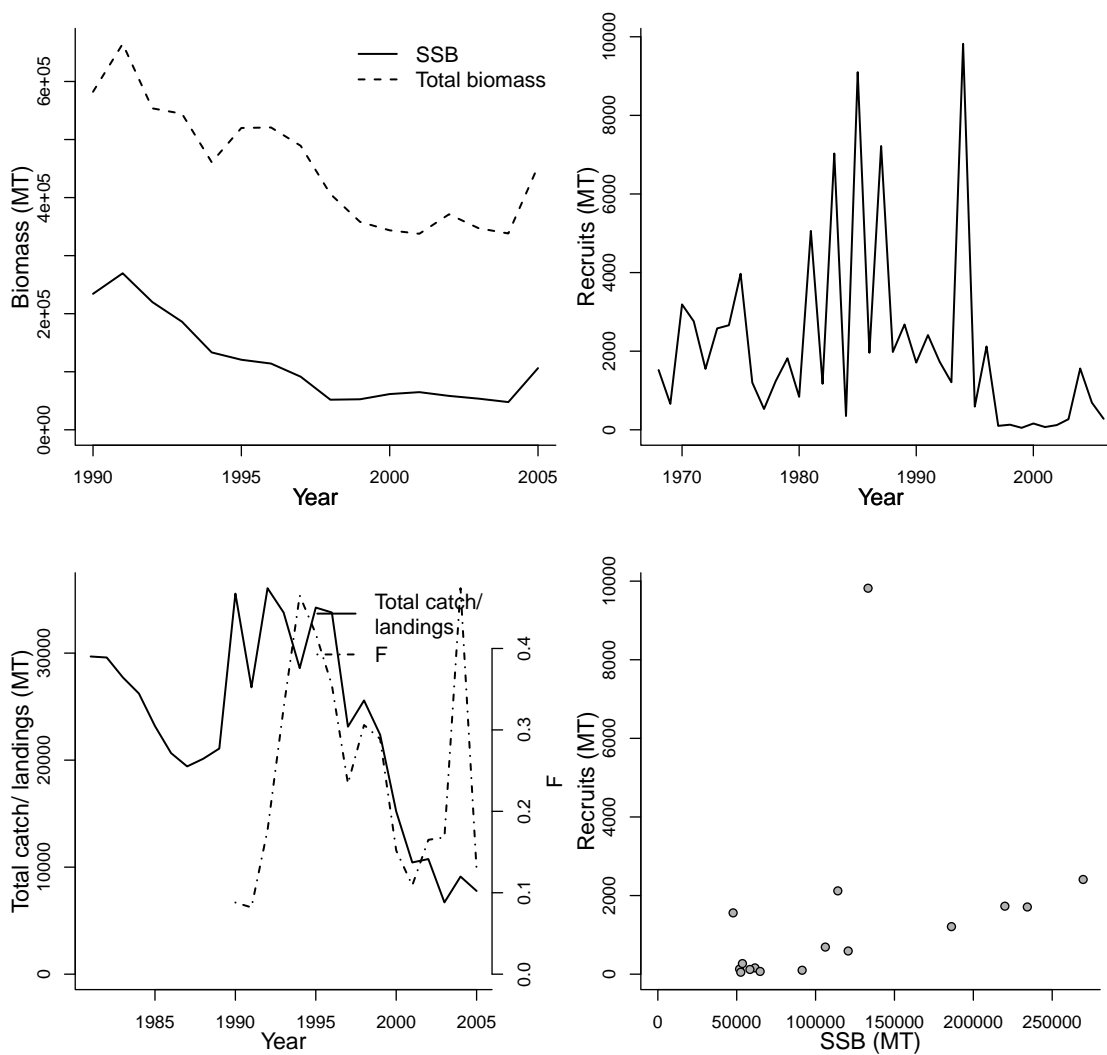 SSB
Total biomass
6e+05
4e+05
2e+05
0e+00
Biomass (MT)
1990
1995
2000
2005
Year
10000
8000
6000
4000
2000
0
Recruits (MT)
1970
1980
1990
2000
Year
Total catch/
landings
F
30000
20000
10000
0
Total catch/ landings (MT)
0.4
0.3
0.2
0.1
0.0
F
1985
1990
1995
2000
2005
Year
10000
8000
6000
4000
2000
0
Recruits (MT)
0
50000
100000
150000
200000
250000
SSB (MT)